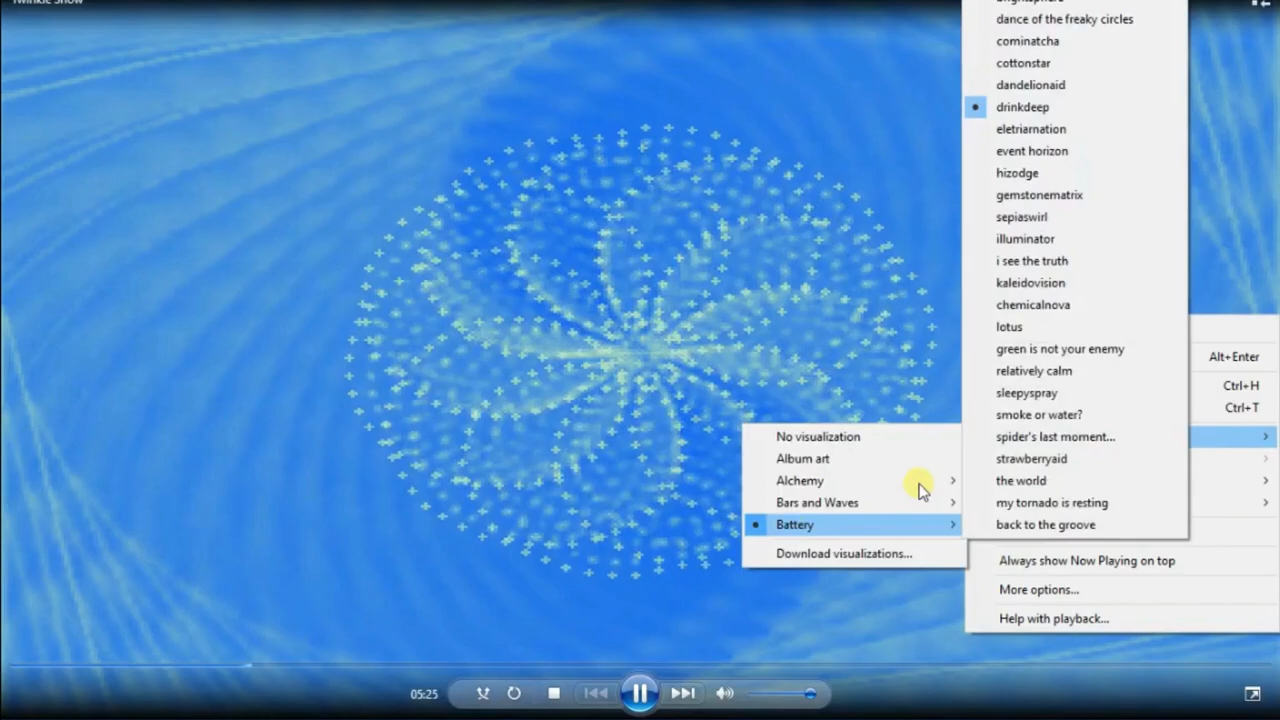 Twinkle Show
brightsphere
dance of the freaky circles
cominatcha
cottonstar
dandelionaid
drinkdeep
eletriarnation
event horizon
hizodge
gemstonematrix
sepiaswirl
illuminator
i see the truth
kaleidovision
chemicalnova
lotus
green is not your enemy
relatively calm
sleepyspray
smoke or water?
spider's last moment...
strawberryaid
the world
my tornado is resting
back to the groove
Alt+Enter
Ctrl+H
Ctrl+T
No visualization
Album art
Alchemy
Bars and Waves
Battery
Download visualizations...
Always show Now Playing on top
More options...
Help with playback...
05:25